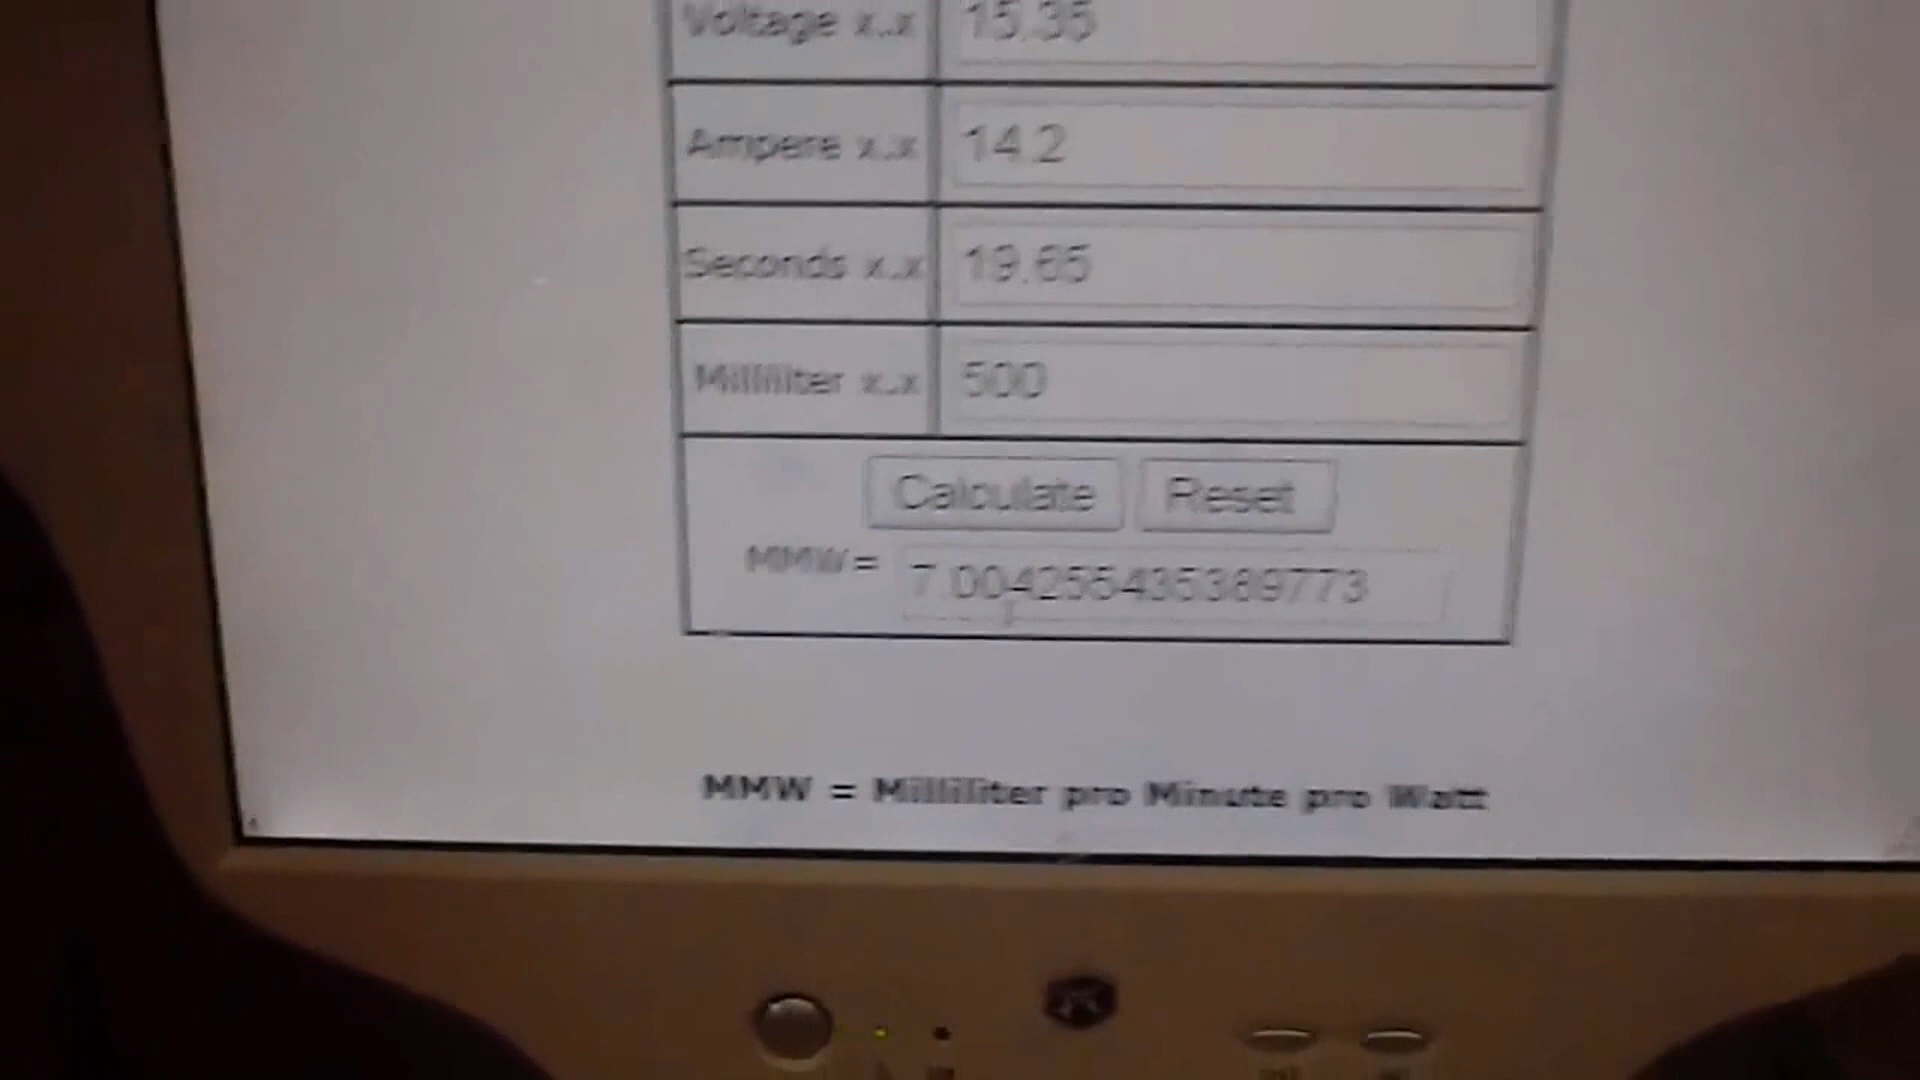 Voltage x.x 15.35
Ampere x.x 14.2
Seconds x.x 19.65
Milliliter x.x 500
Calculate Reset
MMW= 7.004255435389773
MMW = Milliliter pro Minute pro Watt